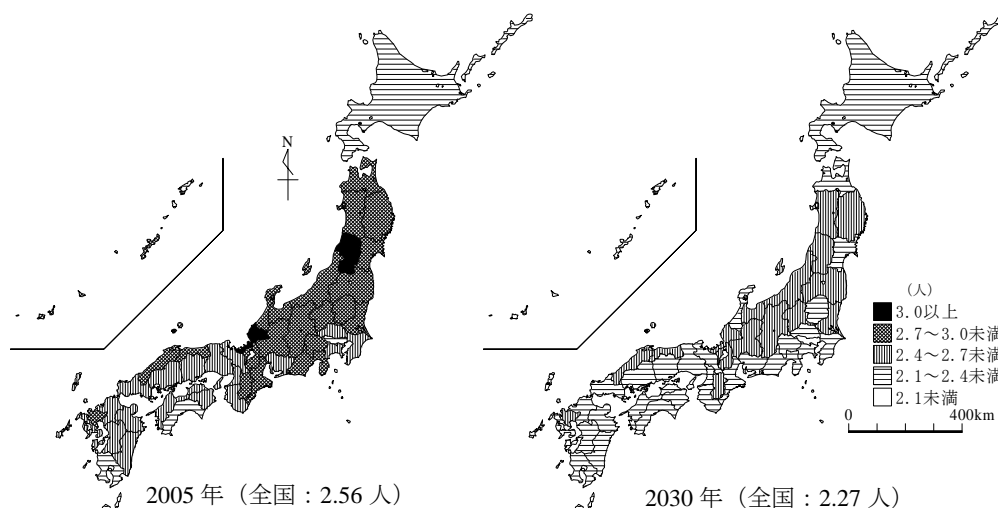 N
(人)
3.0以上
2.7～3.0未満
2.4～2.7未満
2.1～2.4未満
2.1未満
0 400km
2005 年（全国：2.56 人）
2030 年（全国：2.27 人）